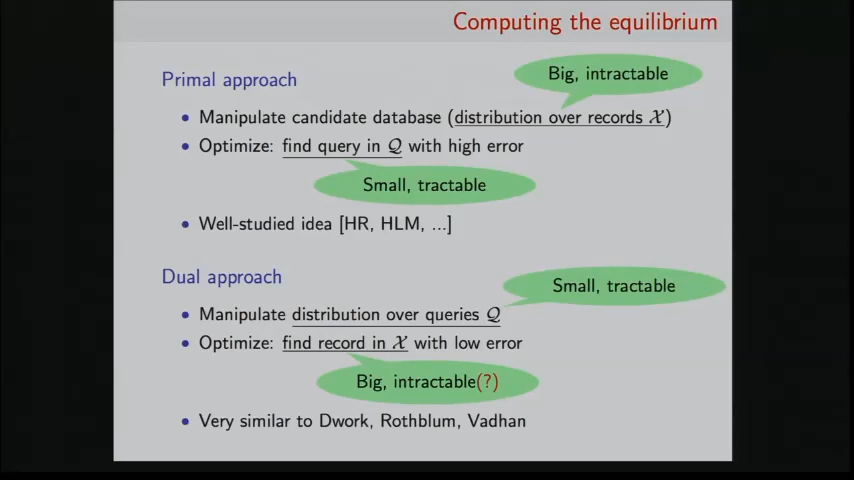 Computing the equilibrium
Primal approach
Big, intractable
• Manipulate candidate database (distribution over records 𝒳)
• Optimize: find query in 𝒬 with high error
Small, tractable
• Well-studied idea [HR, HLM, ...]
Dual approach
Small, tractable
• Manipulate distribution over queries 𝒬
• Optimize: find record in 𝒳 with low error
Big, intractable(?)
• Very similar to Dwork, Rothblum, Vadhan